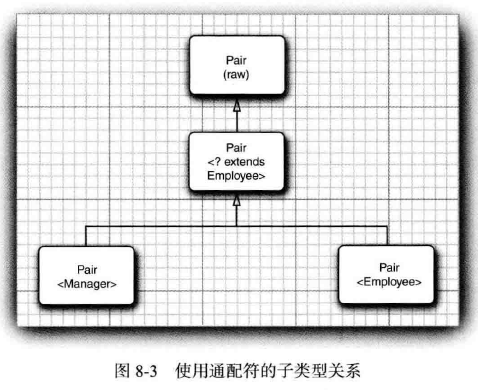 Pair
(raw)
Pair
<? extends
Employee>
Pair
<Manager>
Pair
<Employee>
图 8-3 使用通配符的子类型关系